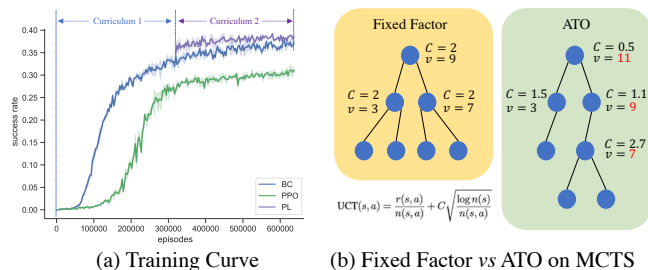 Curriculum 1
Curriculum 2
0.40
0.35
0.30
0.25
0.20
0.15
0.10
0.05
0.00
success rate
BC
PPO
PL
0
100000
200000
300000
400000
500000
600000
episodes
(a) Training Curve
Fixed Factor
C = 2
v = 9
C = 2
v = 3
C = 2
v = 7
UCT(s, a) = r(s, a) / n(s, a) + C √(log n(s) / n(s, a))
ATO
C = 0.5
v = 11
C = 1.5
v = 3
C = 1.1
v = 9
C = 2.7
v = 7
(b) Fixed Factor vs ATO on MCTS